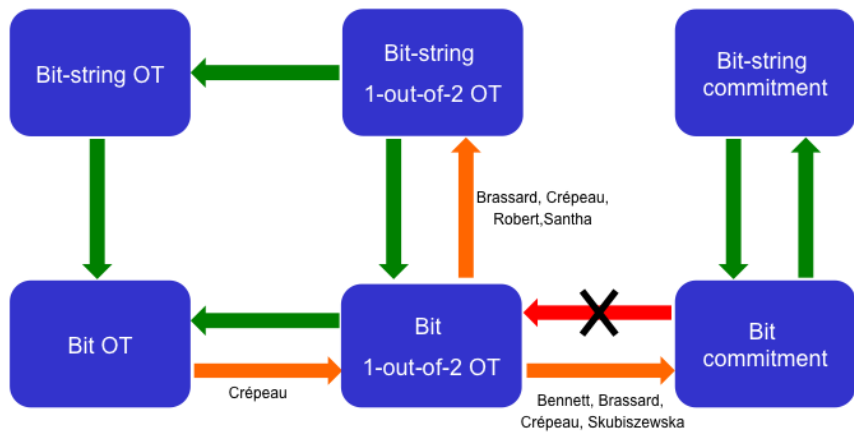 Bit-string OT
Bit-string
1-out-of-2 OT
Bit-string
commitment
Brassard, Crépeau,
Robert,Santha
Bit OT
Crépeau
Bit
1-out-of-2 OT
Bennett, Brassard,
Crépeau, Skubiszewska
Bit
commitment